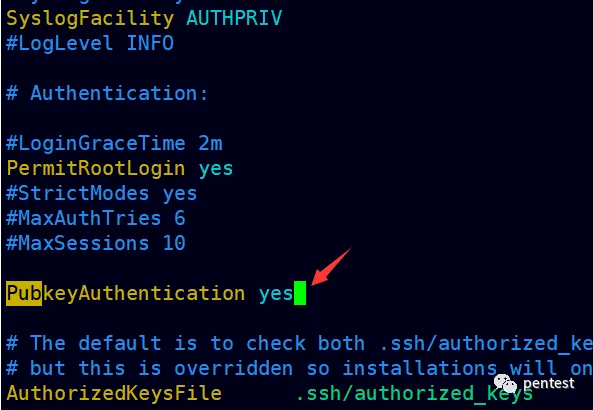 SyslogFacility AUTHPRIV
#LogLevel INFO
# Authentication:
#LoginGraceTime 2m
PermitRootLogin yes
#StrictModes yes
#MaxAuthTries 6
#MaxSessions 10
PubkeyAuthentication yes
# The default is to check both .ssh/authorized_ke
# but this is overridden so installations will on
AuthorizedKeysFile .ssh/authorized_keys
pentest